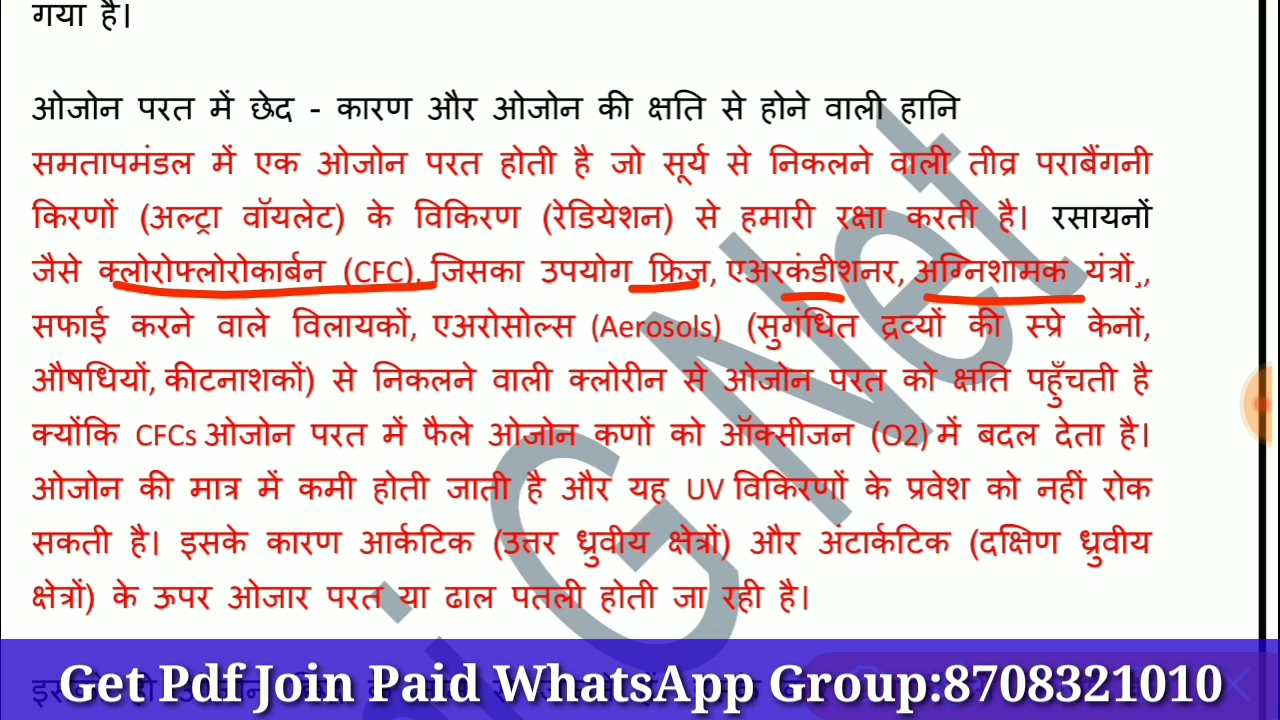 गया है।
ओजोन परत में छेद - कारण और ओजोन की क्षति से होने वाली हानि
समतापमंडल में एक ओजोन परत होती है जो सूर्य से निकलने वाली तीव्र पराबैंगनी
किरणों (अल्ट्रा वॉयलेट) के विकिरण (रेडियेशन) से हमारी रक्षा करती है। रसायनों
जैसे क्लोरोफ्लोरोकार्बन (CFC), जिसका उपयोग फ्रिज, एअरकंडीशनर, अग्निशामक यंत्रों,,
सफाई करने वाले विलायकों, एअरोसोल्स (Aerosols) (सुगंधित द्रव्यों की स्प्रे केनों,
औषधियों, कीटनाशकों) से निकलने वाली क्लोरीन से ओजोन परत को क्षति पहुँचती है
क्योंकि CFCs ओजोन परत में फैले ओजोन कणों को ऑक्सीजन (O2) में बदल देता है।
ओजोन की मात्र में कमी होती जाती है और यह UV विकिरणों के प्रवेश को नहीं रोक
सकती है। इसके कारण आर्कटिक (उत्तर ध्रुवीय क्षेत्रों) और अंटार्कटिक (दक्षिण ध्रुवीय
क्षेत्रों) के ऊपर ओजार परत या ढाल पतली होती जा रही है।
G Net
Get Pdf Join Paid WhatsApp Group:8708321010